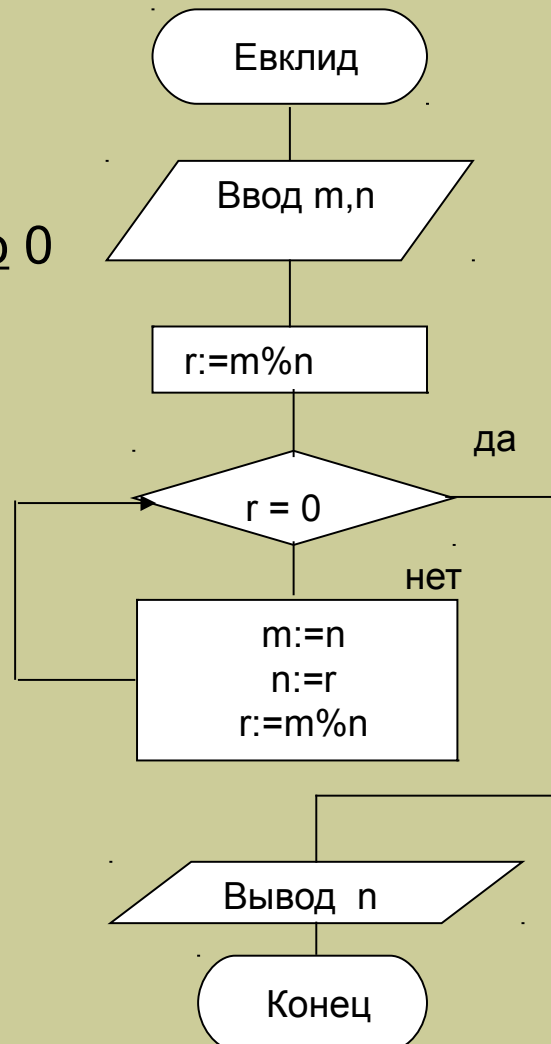 Евклид
Ввод m,n
0
r:=m%n
да
r = 0
нет
m:=n
n:=r
r:=m%n
Вывод n
Конец